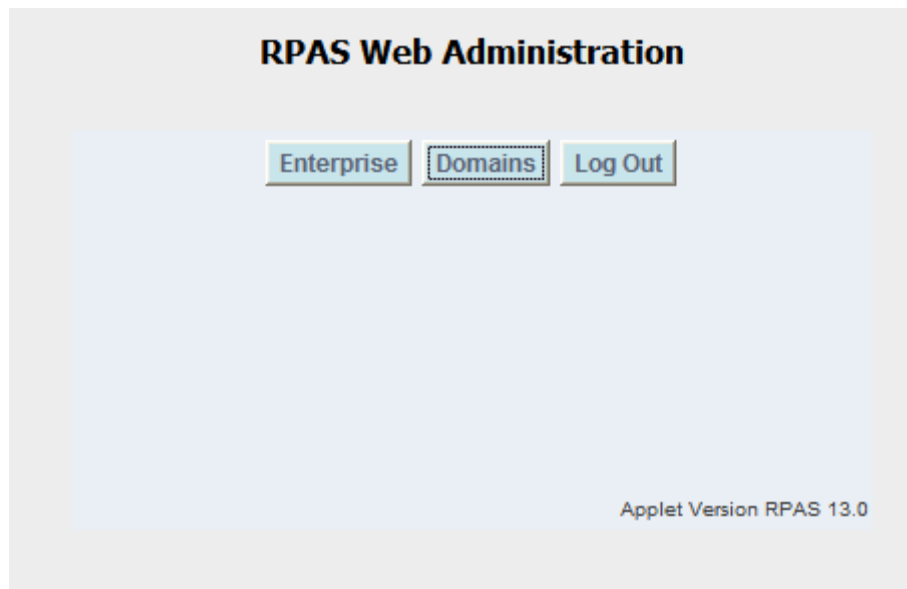 RPAS Web Administration
Enterprise Domains Log Out
Applet Version RPAS 13.0